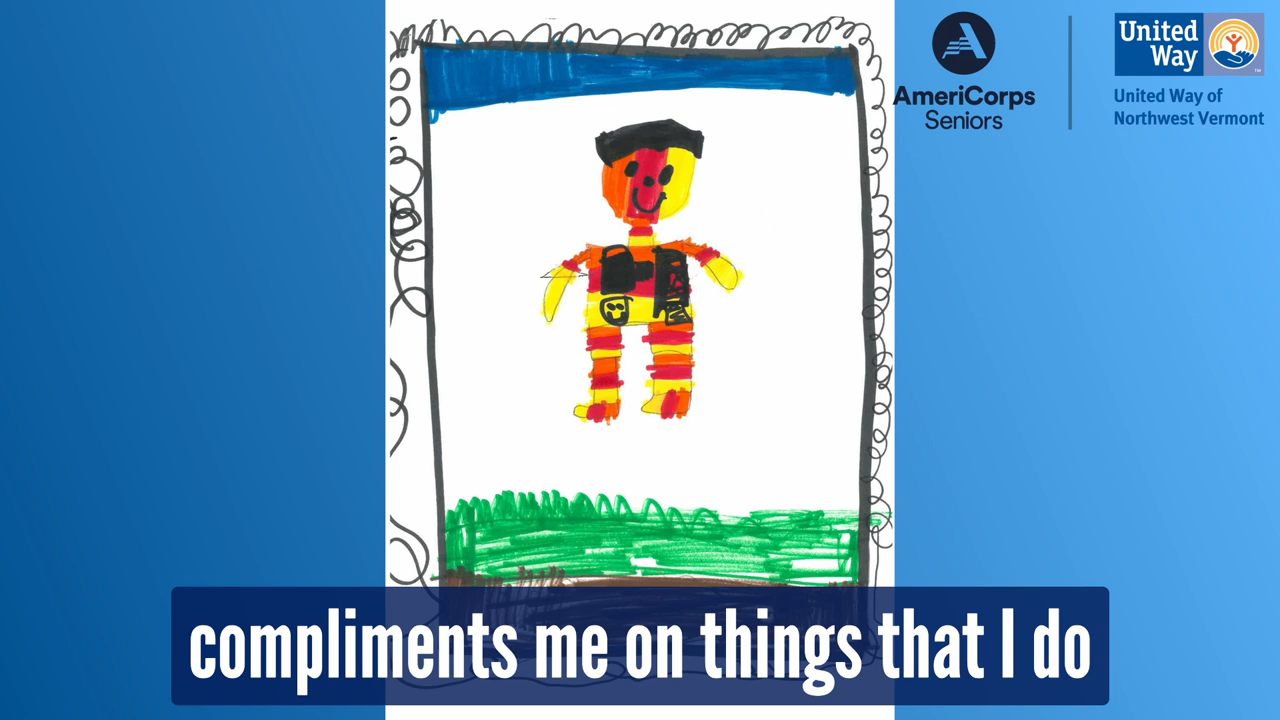 AmeriCorps
Seniors
United
Way
United Way of
Northwest Vermont
compliments me on things that I do